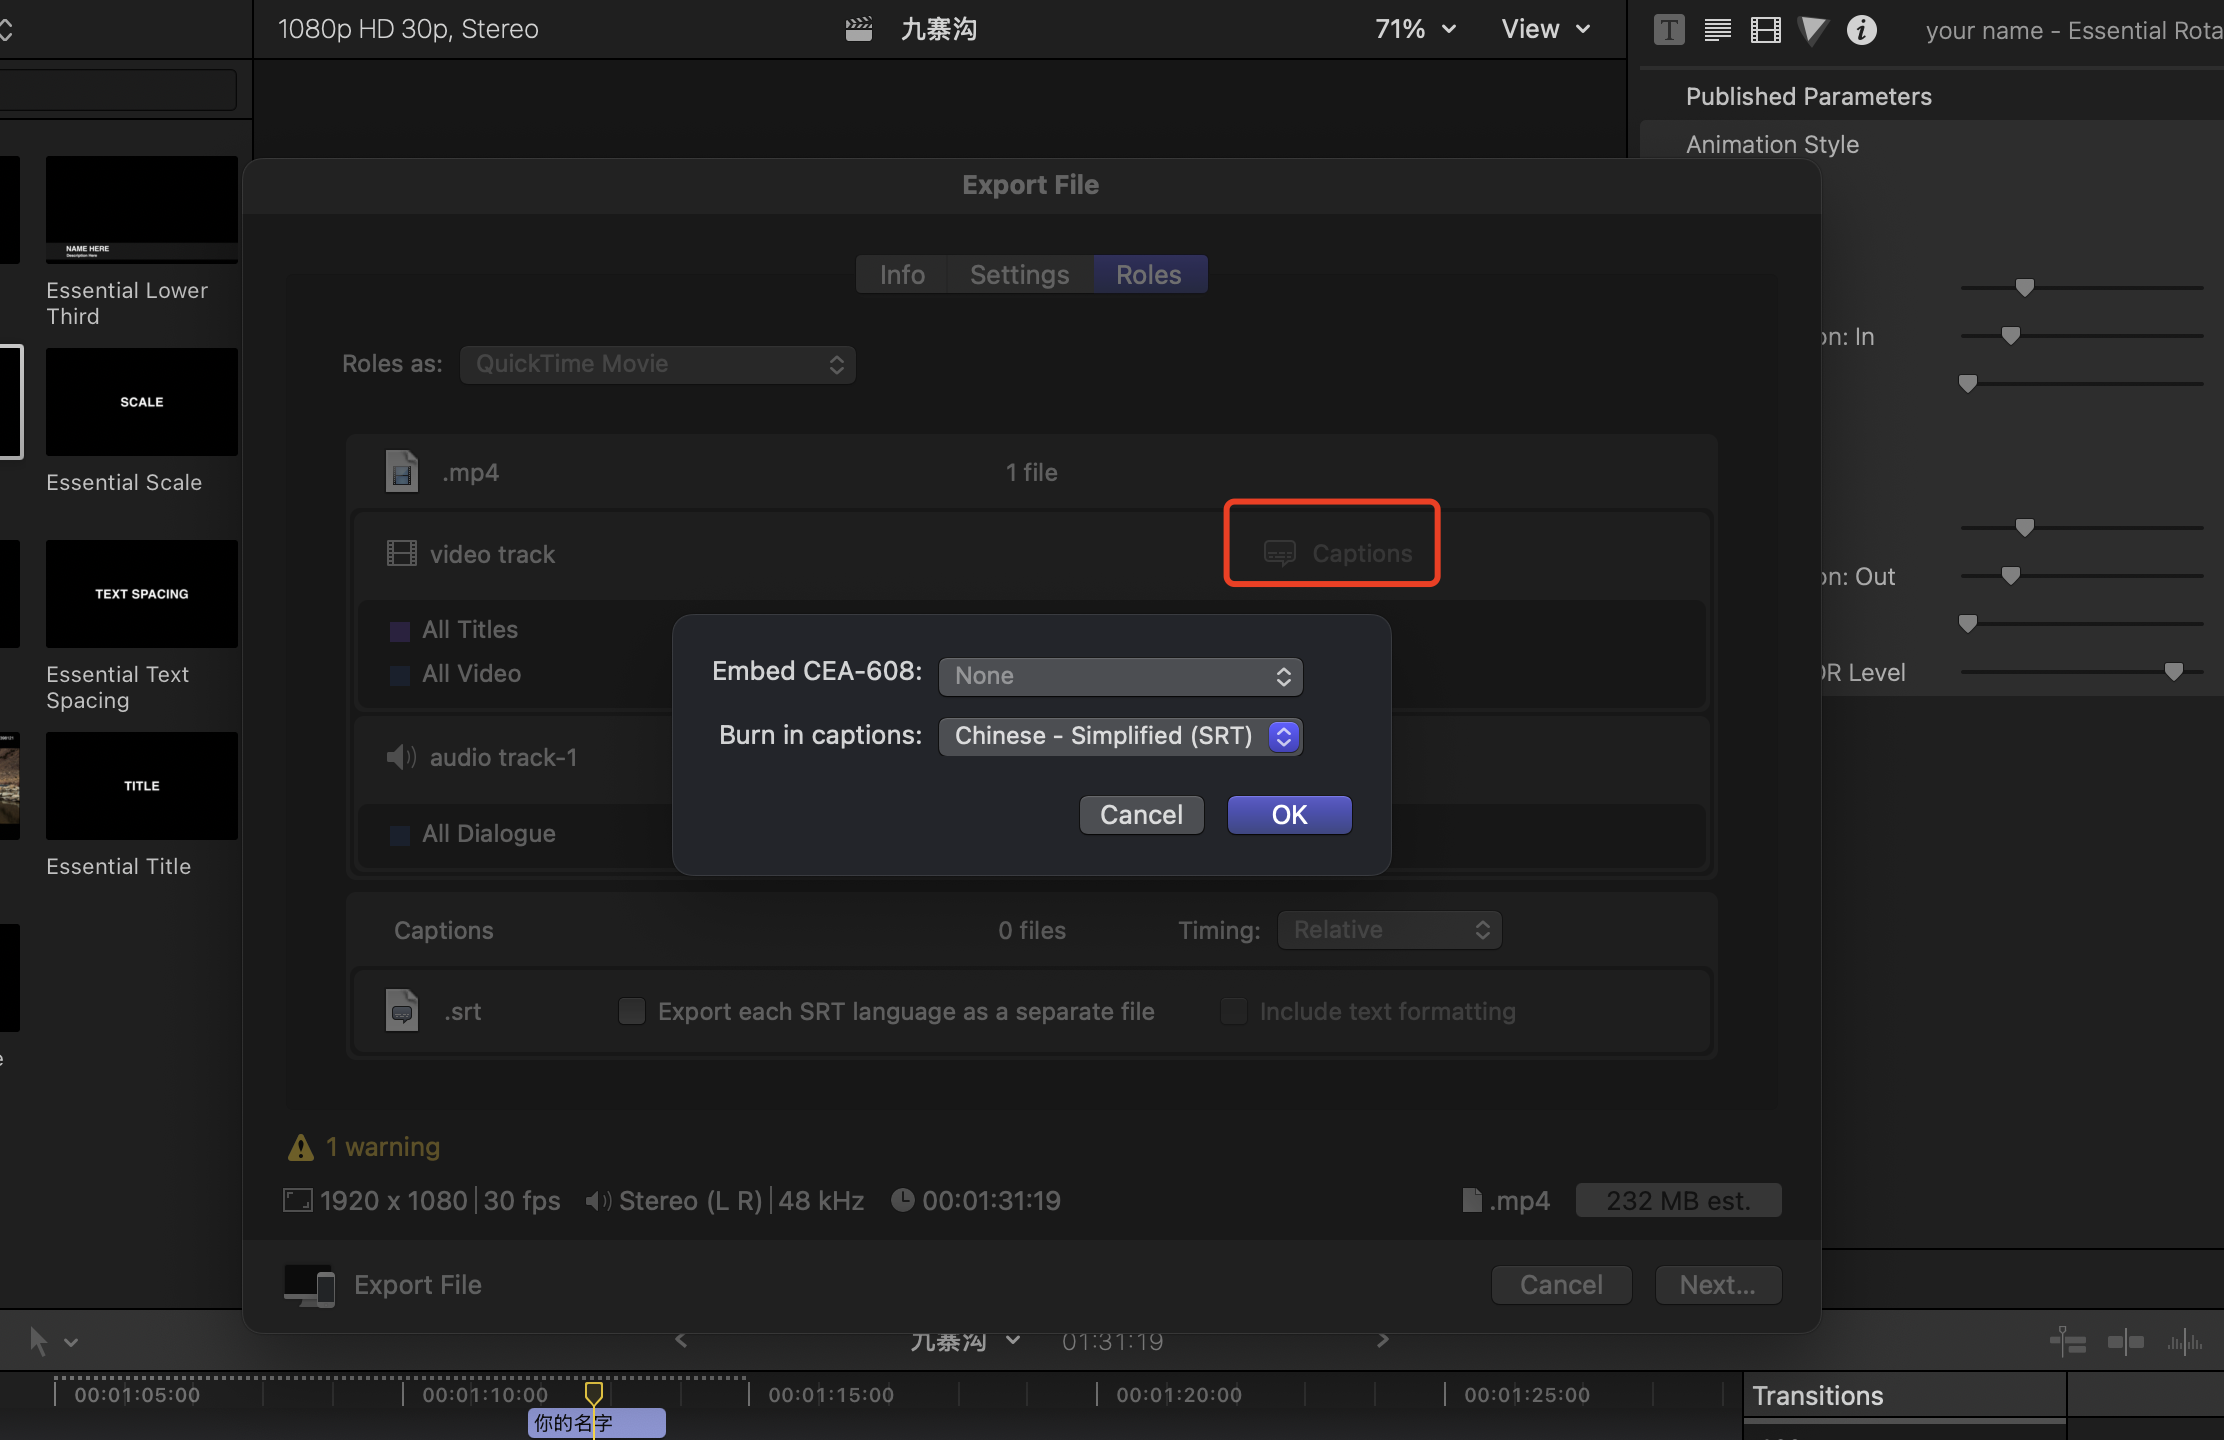 1080p HD 30p, Stereo
九寨沟
71%
View
T
i
your name - Essential Rota
Published Parameters
Animation Style
NAME HERE
Description Here
Essential Lower
Third
SCALE
Essential Scale
TEXT SPACING
Essential Text
Spacing
TITLE
Essential Title
on: In
on: Out
DR Level
Export File
Info
Settings
Roles
Roles as:
QuickTime Movie
.mp4
1 file
video track
Captions
All Titles
All Video
audio track-1
All Dialogue
Embed CEA-608:
None
Burn in captions:
Chinese - Simplified (SRT)
Cancel
OK
Captions
0 files
Timing:
Relative
.srt
Export each SRT language as a separate file
Include text formatting
1 warning
1920 x 1080
30 fps
Stereo (L R)
48 kHz
00:01:31:19
.mp4
232 MB est.
Export File
Cancel
Next...
九寨沟
01:31:19
00:01:05:00
00:01:10:00
00:01:15:00
00:01:20:00
00:01:25:00
你的名字
Transitions